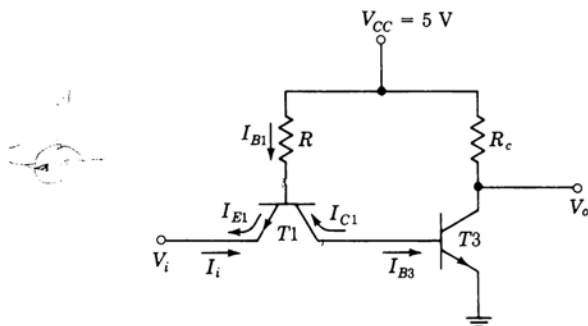 V_CC = 5 V
I_B1
R
R_c
V_o
I_E1
I_C1
T1
T3
V_i
I_i
I_B3